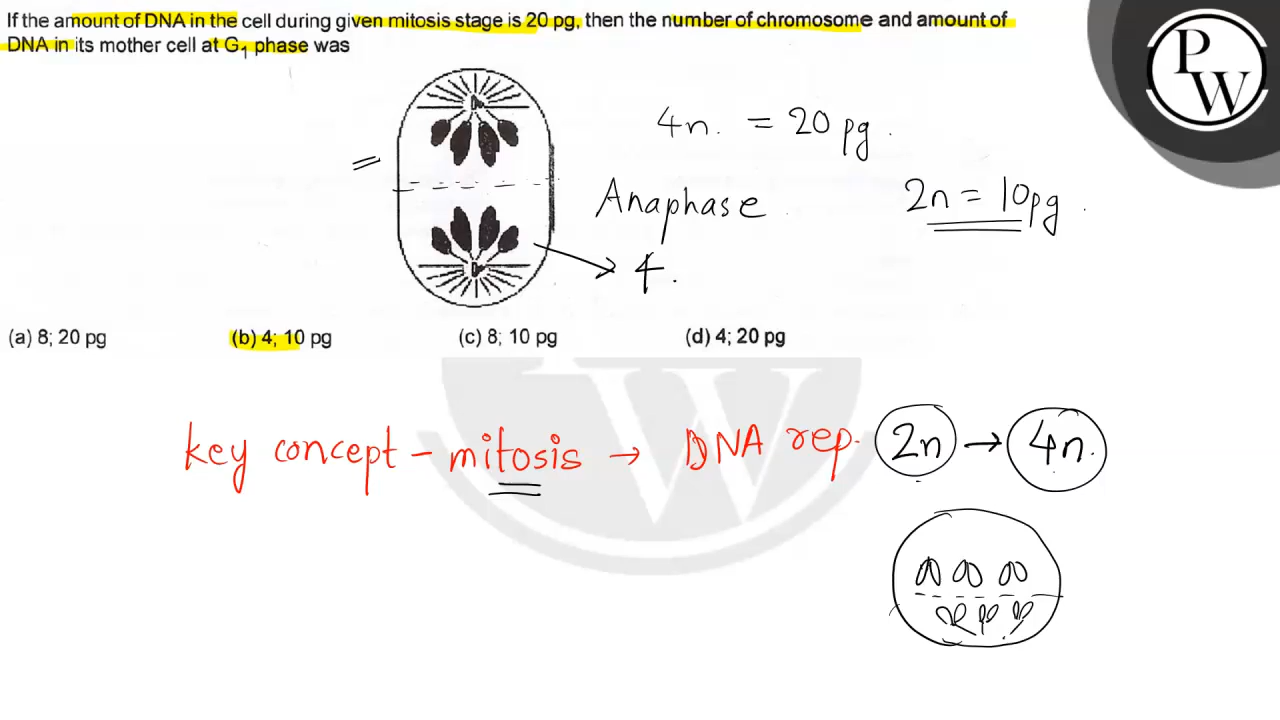 If the amount of DNA in the cell during given mitosis stage is 20 pg, then the number of chromosome and amount of
DNA in its mother cell at G₁ phase was
PW
4n. = 20 pg.
=
Anaphase
2n = 10pg.
4.
(a) 8; 20 pg (b) 4; 10 pg (c) 8; 10 pg (d) 4; 20 pg
key concept - mitosis → DNA rep. 2n → 4n.